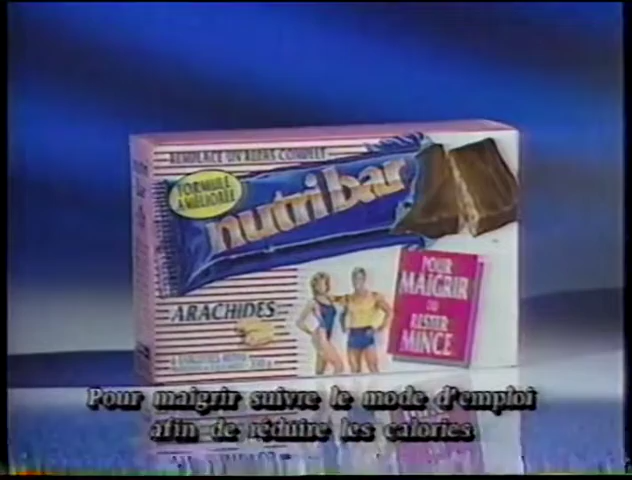 REMPLACE UN REPAS COMPLET
FORMULE
AMÉLIORÉE
nutribar
ARACHIDES
POUR
MAIGRIR
OU
RESTER
MINCE
Pour maigrir suivre le mode d'emploi
afin de réduire les calories